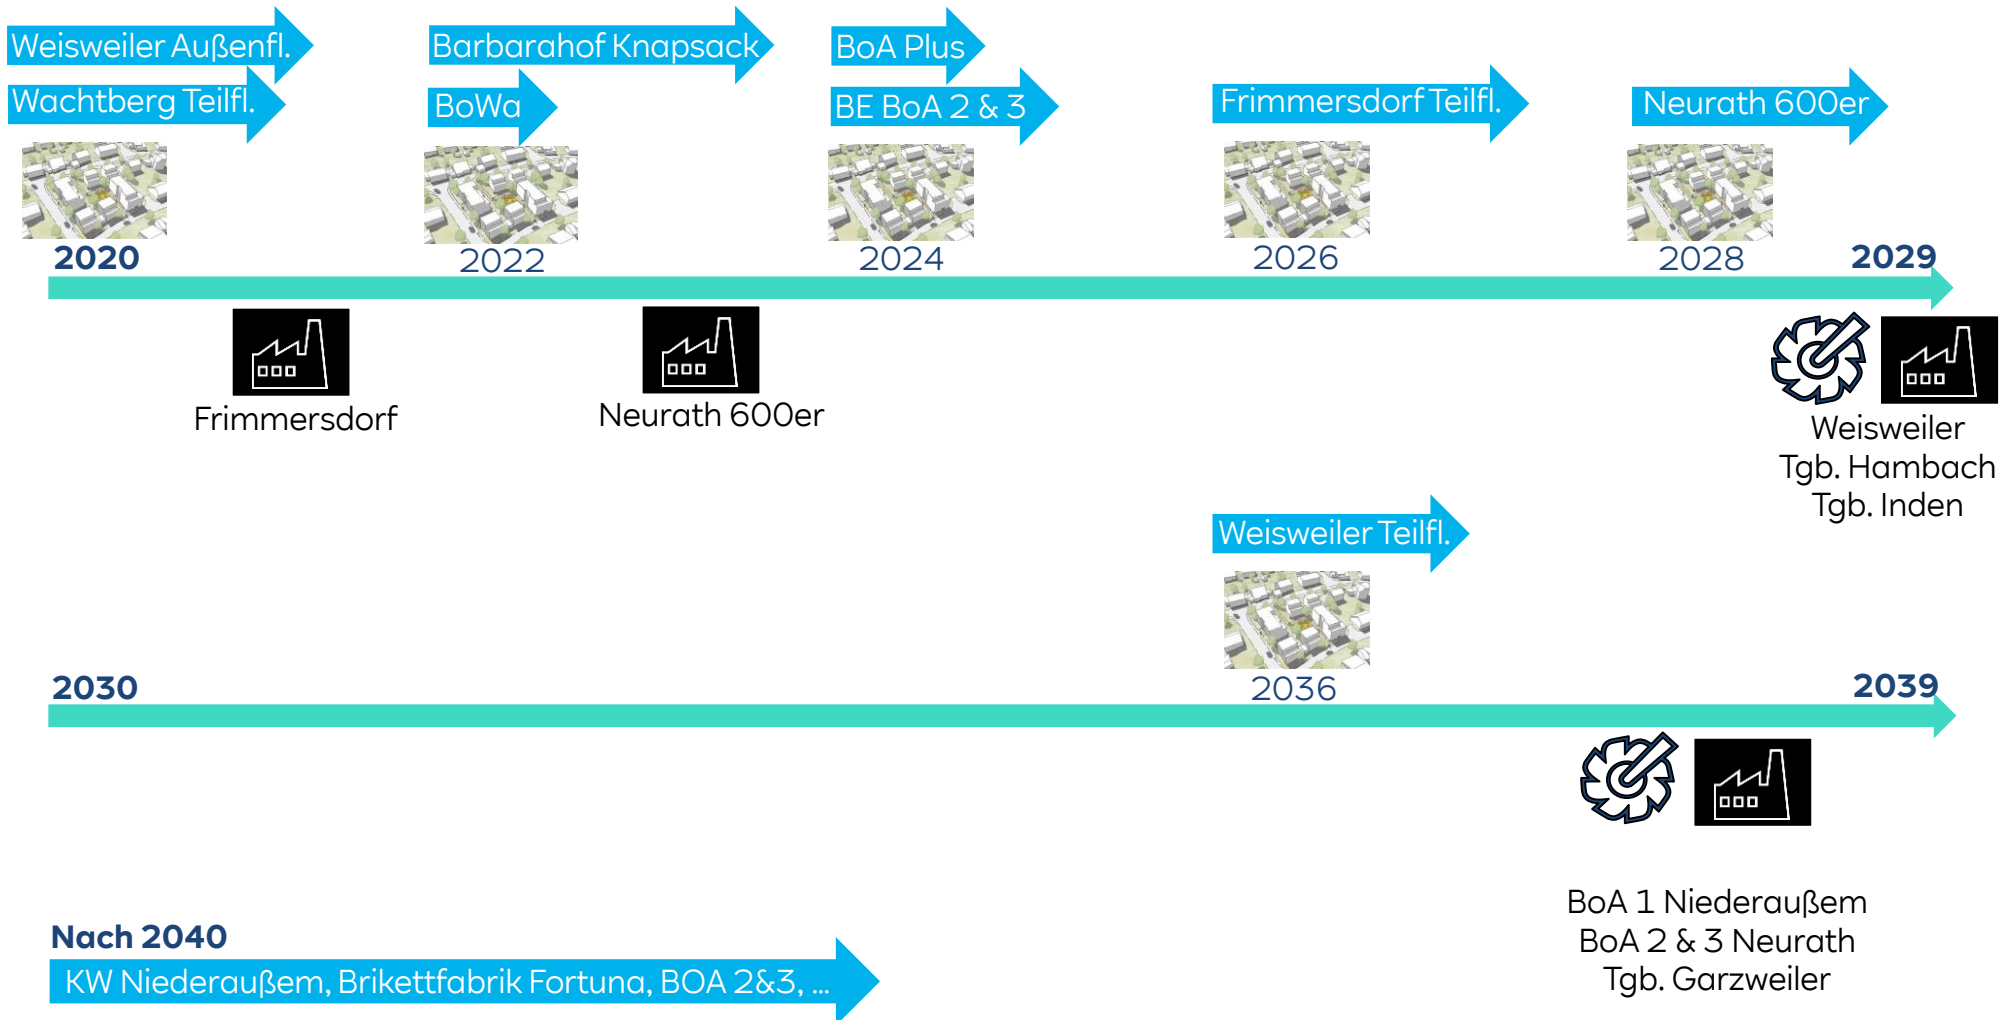 Weisweiler Außenfl.
Barbarahof Knapsack
BoA Plus
Wachtberg Teilfl.
BoWa
BE BoA 2 & 3
Frimmersdorf Teilfl.
Neurath 600er
2020
2022
2024
2026
2028
2029
Frimmersdorf
Neurath 600er
Weisweiler
Tgb. Hambach
Tgb. Inden
Weisweiler Teilfl.
2030
2036
2039
BoA 1 Niederaußem
BoA 2 & 3 Neurath
Tgb. Garzweiler
Nach 2040
KW Niederaußem, Brikettfabrik Fortuna, BOA 2&3, ...